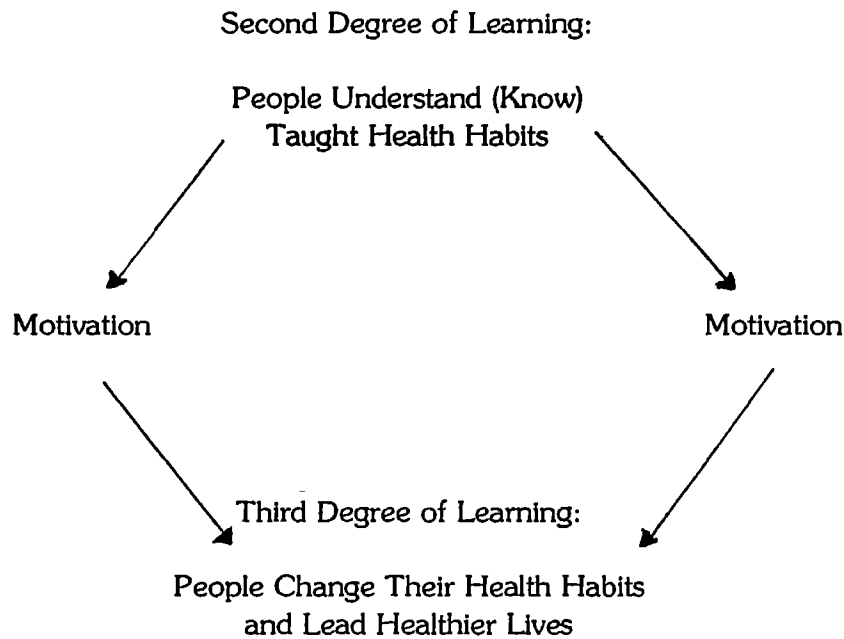 Second Degree of Learning:
People Understand (Know)
Taught Health Habits
Motivation
Motivation
Third Degree of Learning:
People Change Their Health Habits
and Lead Healthier Lives